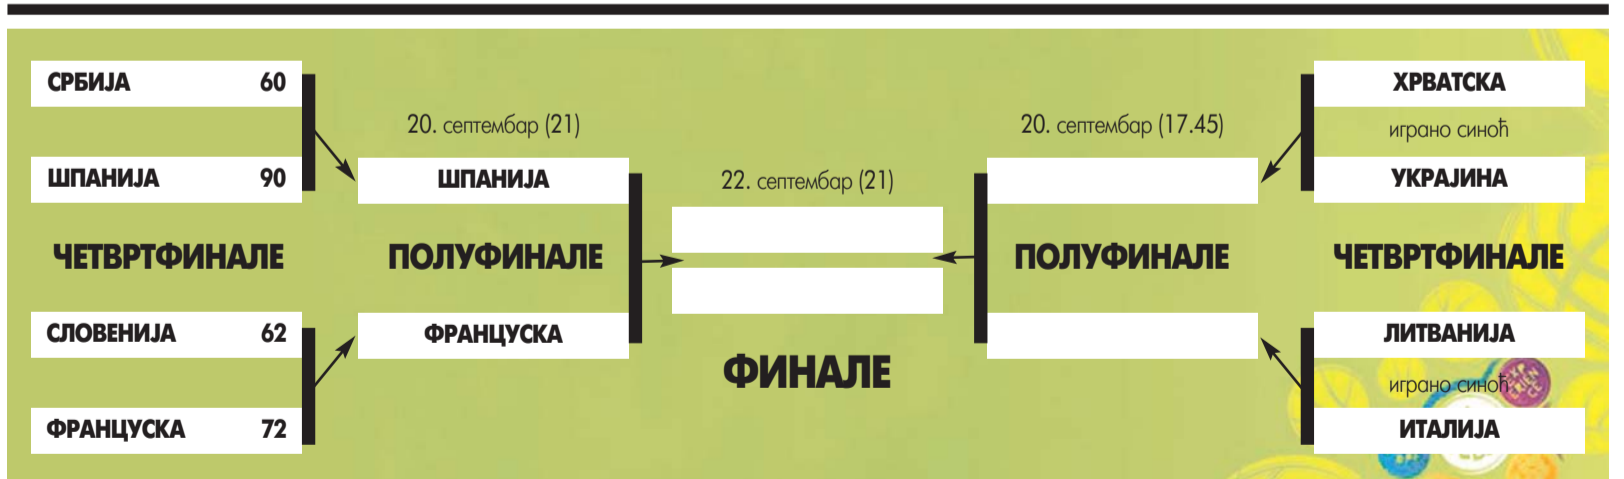 СРБИЈА 60
ШПАНИЈА 90
ЧЕТВРТФИНАЛЕ
СЛОВЕНИЈА 62
ФРАНЦУСКА 72
20. септембар (21)
ШПАНИЈА
ПОЛУФИНАЛЕ
ФРАНЦУСКА
22. септембар (21)
ФИНАЛЕ
20. септембар (17.45)
ПОЛУФИНАЛЕ
ХРВАТСКА
играно синоћ
УКРАЈИНА
ЧЕТВРТФИНАЛЕ
ЛИТВАНИЈА
играно синоћ
ИТАЛИЈА